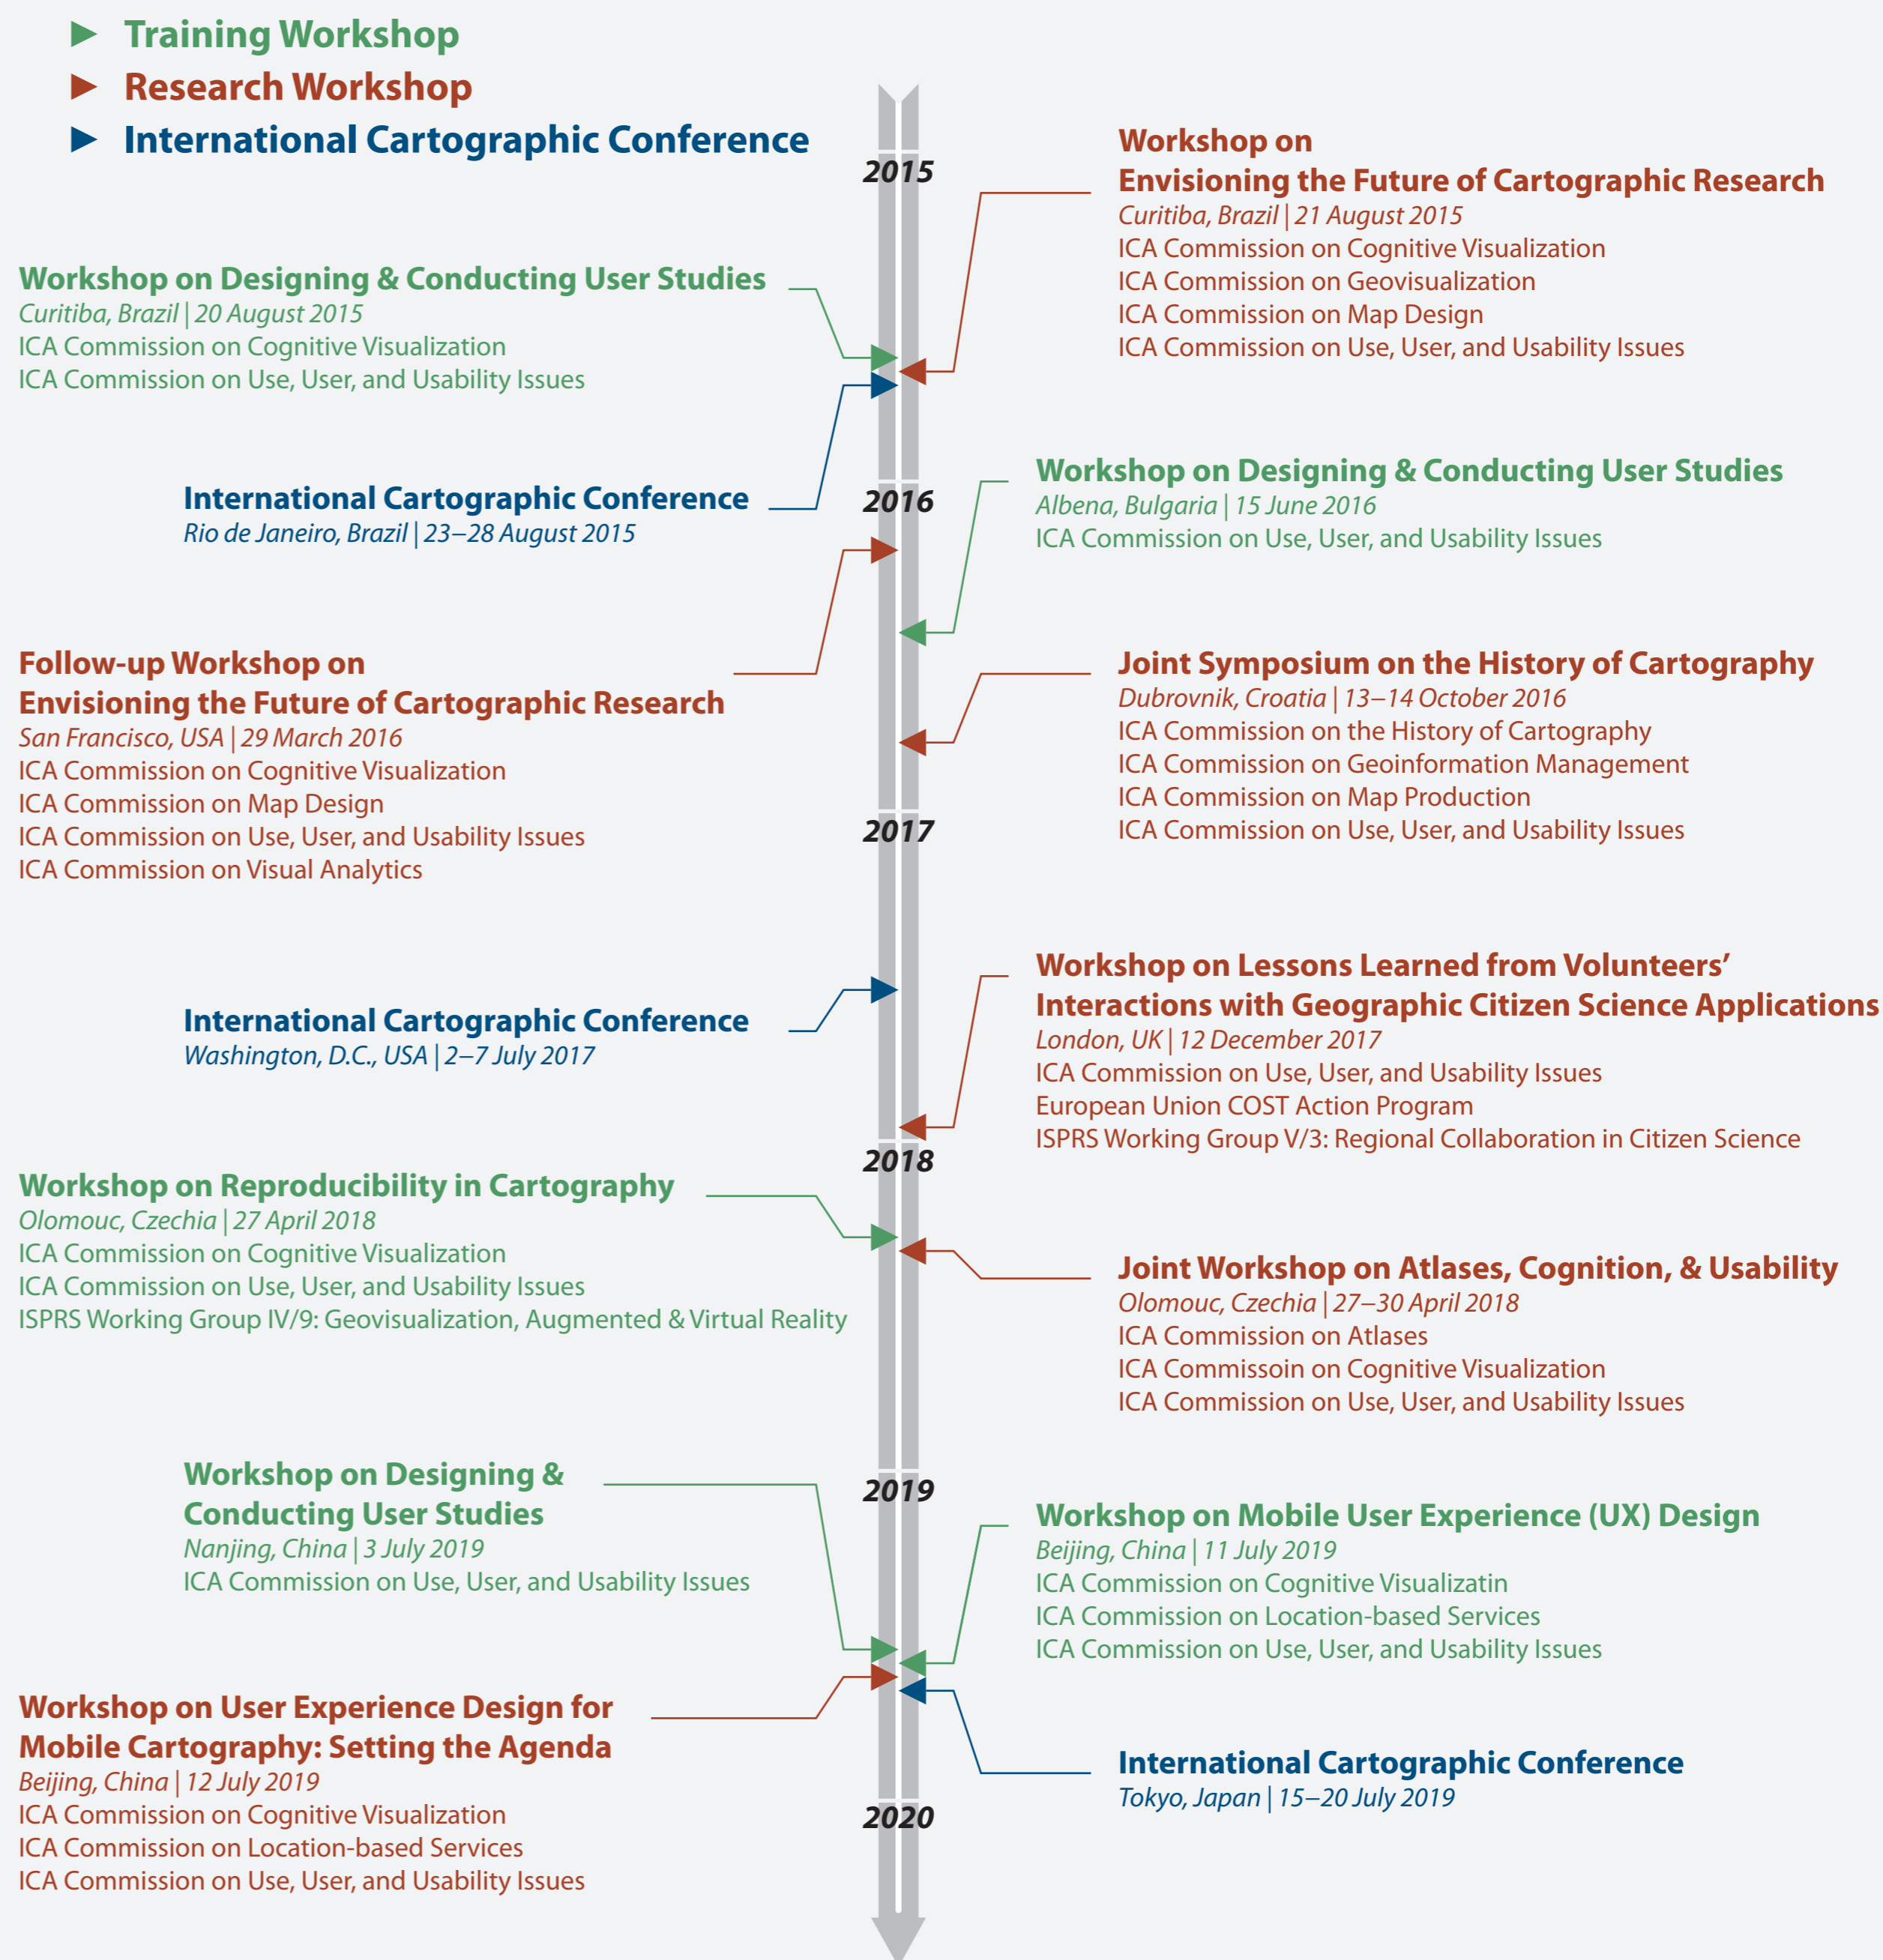 Training Workshop
Research Workshop
International Cartographic Conference
2015
Workshop on
Envisioning the Future of Cartographic Research
Curitiba, Brazil | 21 August 2015
ICA Commission on Cognitive Visualization
ICA Commission on Geovisualization
ICA Commission on Map Design
ICA Commission on Use, User, and Usability Issues
Workshop on Designing & Conducting User Studies
Curitiba, Brazil | 20 August 2015
ICA Commission on Cognitive Visualization
ICA Commission on Use, User, and Usability Issues
International Cartographic Conference
Rio de Janeiro, Brazil | 23–28 August 2015
2016
Workshop on Designing & Conducting User Studies
Albena, Bulgaria | 15 June 2016
ICA Commission on Use, User, and Usability Issues
Follow-up Workshop on
Envisioning the Future of Cartographic Research
San Francisco, USA | 29 March 2016
ICA Commission on Cognitive Visualization
ICA Commission on Map Design
ICA Commission on Use, User, and Usability Issues
ICA Commission on Visual Analytics
Joint Symposium on the History of Cartography
Dubrovnik, Croatia | 13–14 October 2016
ICA Commission on the History of Cartography
ICA Commission on Geoinformation Management
ICA Commission on Map Production
ICA Commission on Use, User, and Usability Issues
2017
International Cartographic Conference
Washington, D.C., USA | 2–7 July 2017
Workshop on Lessons Learned from Volunteers’
Interactions with Geographic Citizen Science Applications
London, UK | 12 December 2017
ICA Commission on Use, User, and Usability Issues
European Union COST Action Program
ISPRS Working Group V/3: Regional Collaboration in Citizen Science
2018
Workshop on Reproducibility in Cartography
Olomouc, Czechia | 27 April 2018
ICA Commission on Cognitive Visualization
ICA Commission on Use, User, and Usability Issues
ISPRS Working Group IV/9: Geovisualization, Augmented & Virtual Reality
Joint Workshop on Atlases, Cognition, & Usability
Olomouc, Czechia | 27–30 April 2018
ICA Commission on Atlases
ICA Commissoin on Cognitive Visualization
ICA Commission on Use, User, and Usability Issues
2019
Workshop on Designing &
Conducting User Studies
Nanjing, China | 3 July 2019
ICA Commission on Use, User, and Usability Issues
Workshop on Mobile User Experience (UX) Design
Beijing, China | 11 July 2019
ICA Commission on Cognitive Visualizatin
ICA Commission on Location-based Services
ICA Commission on Use, User, and Usability Issues
Workshop on User Experience Design for
Mobile Cartography: Setting the Agenda
Beijing, China | 12 July 2019
ICA Commission on Cognitive Visualization
ICA Commission on Location-based Services
ICA Commission on Use, User, and Usability Issues
International Cartographic Conference
Tokyo, Japan | 15–20 July 2019
2020